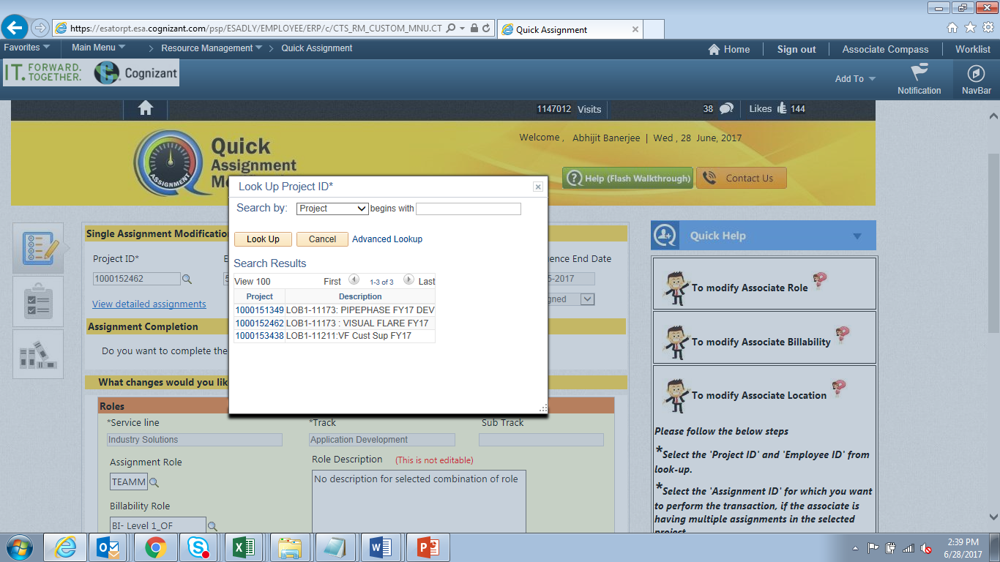 https://esatorpt.esa.cognizant.com/psp/ESADLY/EMPLOYEE/ERP/c/CTS_RM_CUSTOM_MNU.CT
Quick Assignment
Favorites Main Menu > Resource Management > Quick Assignment
Home Sign out Associate Compass Worklist
IT. FORWARD. TOGETHER. Cognizant
Add To Notification NavBar
1147012 Visits 38 Likes 144
Welcome , Abhijit Banerjee | Wed , 28 June, 2017
ASSIGNMENT
Quick
Assignment
Help (Flash Walkthrough) Contact Us
Look Up Project ID*
Search by: Project begins with
Look Up Cancel Advanced Lookup
Search Results
View 100 First 1-3 of 3 Last
Project Description
1000151349 LOB1-11173: PIPEPHASE FY17 DEV
1000152462 LOB1-11173 : VISUAL FLARE FY17
1000153438 LOB1-11211:VF Cust Sup FY17
Single Assignment Modification
Project ID*
ence End Date
1000152462
-2017
View detailed assignments
gned
Assignment Completion
Do you want to complete the
What changes would you lik
Roles
*Service line *Track Sub Track
Industry Solutions Application Development
Assignment Role Role Description (This is not editable)
TEAMM No description for selected combination of role
Billability Role
BI- Level 1_OF
Quick Help
To modify Associate Role
To modify Associate Billability
To modify Associate Location
Please follow the below steps
*Select the 'Project ID' and 'Employee ID' from
look-up.
*Select the 'Assignment ID' for which you want
to perform the transaction, if the associate is
having multiple assignments in the selected
project
2:39 PM
6/28/2017